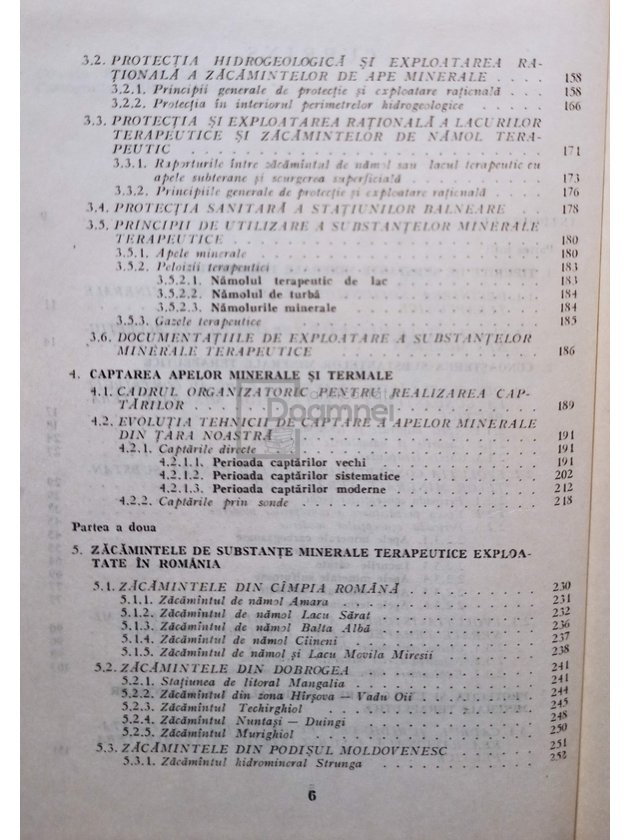 3.2. PROTECȚIA HIDROGEOLOGICĂ ȘI EXPLOATAREA RA-
ȚIONALĂ A ZĂCĂMINTELOR DE APE MINERALE . . . . 158
3.2.1. Principii generale de protecție și exploatare rațională . . . . 158
3.2.2. Protecția în interiorul perimetrelor hidrogeologice . . . . 166
3.3. PROTECȚIA ȘI EXPLOATAREA RAȚIONALĂ A LACURILOR
TERAPEUTICE ȘI ZĂCĂMINTELOR DE NĂMOL TERA-
PEUTIC . . . . 171
3.3.1. Raporturile între zăcămîntul de nămol sau lacul terapeutic cu
apele subterane și scurgerea superficială . . . . 173
3.3.2. Principiile generale de protecție și exploatare rațională . . . . 176
3.4. PROTECȚIA SANITARĂ A STAȚIUNILOR BALNEARE . . . . 178
3.5. PRINCIPII DE UTILIZARE A SUBSTANȚELOR MINERALE
TERAPEUTICE . . . . 180
3.5.1. Apele minerale . . . . 180
3.5.2. Peloizii terapeutici . . . . 183
3.5.2.1. Nămolul terapeutic de lac . . . . 183
3.5.2.2. Nămolul de turbă . . . . 184
3.5.2.3. Nămolurile minerale . . . . 184
3.5.3. Gazele terapeutice . . . . 185
3.6. DOCUMENTAȚIILE DE EXPLOATARE A SUBSTANȚELOR
MINERALE TERAPEUTICE . . . . 186
4. CAPTAREA APELOR MINERALE ȘI TERMALE
4.1. CADRUL ORGANIZATORIC PENTRU REALIZAREA CAP-
TĂRILOR . . . . 189
4.2. EVOLUȚIA TEHNICII DE CAPTARE A APELOR MINERALE
DIN ȚARA NOASTRĂ . . . . 191
4.2.1. Captările directe . . . . 191
4.2.1.1. Perioada captărilor vechi . . . . 191
4.2.1.2. Perioada captărilor sistematice . . . . 202
4.2.1.3. Perioada captărilor moderne . . . . 212
4.2.2. Captările prin sonde . . . . 218
Partea a doua
5. ZĂCĂMINTELE DE SUBSTANȚE MINERALE TERAPEUTICE EXPLOA-
TATE ÎN ROMÂNIA
5.1. ZĂCĂMINTELE DIN CÎMPIA ROMÂNĂ . . . . 230
5.1.1. Zăcămîntul de nămol Amara . . . . 231
5.1.2. Zăcămîntul de nămol Lacu Sărat . . . . 232
5.1.3. Zăcămîntul de nămol Balta Albă . . . . 236
5.1.4. Zăcămîntul de nămol Ciineni . . . . 237
5.1.5. Zăcămîntul de nămol și Lacu Movila Miresii . . . . 238
5.2. ZĂCĂMINTELE DIN DOBROGEA . . . . 241
5.2.1. Stațiunea de litoral Mangalia . . . . 241
5.2.2. Zăcămîntul din zona Hîrșova — Vadu Oii . . . . 244
5.2.3. Zăcămîntul Techirghiol . . . . 245
5.2.4. Zăcămîntul Nuntași — Duingi . . . . 248
5.2.5. Zăcămîntul Murighiol . . . . 250
5.3. ZĂCĂMINTELE DIN PODIȘUL MOLDOVENESC . . . . 251
5.3.1. Zăcămîntul hidromineral Strunga . . . . 252
6